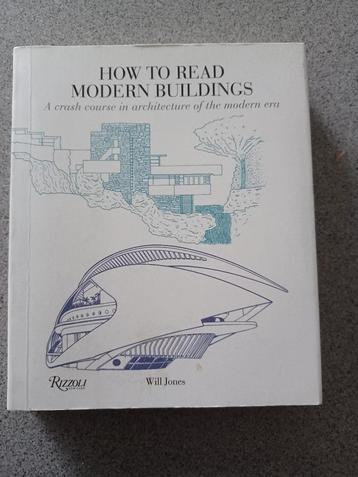 HOW TO READ
MODERN BUILDINGS
A crash course in architecture of the modern era
RIZZOLI
Will Jones